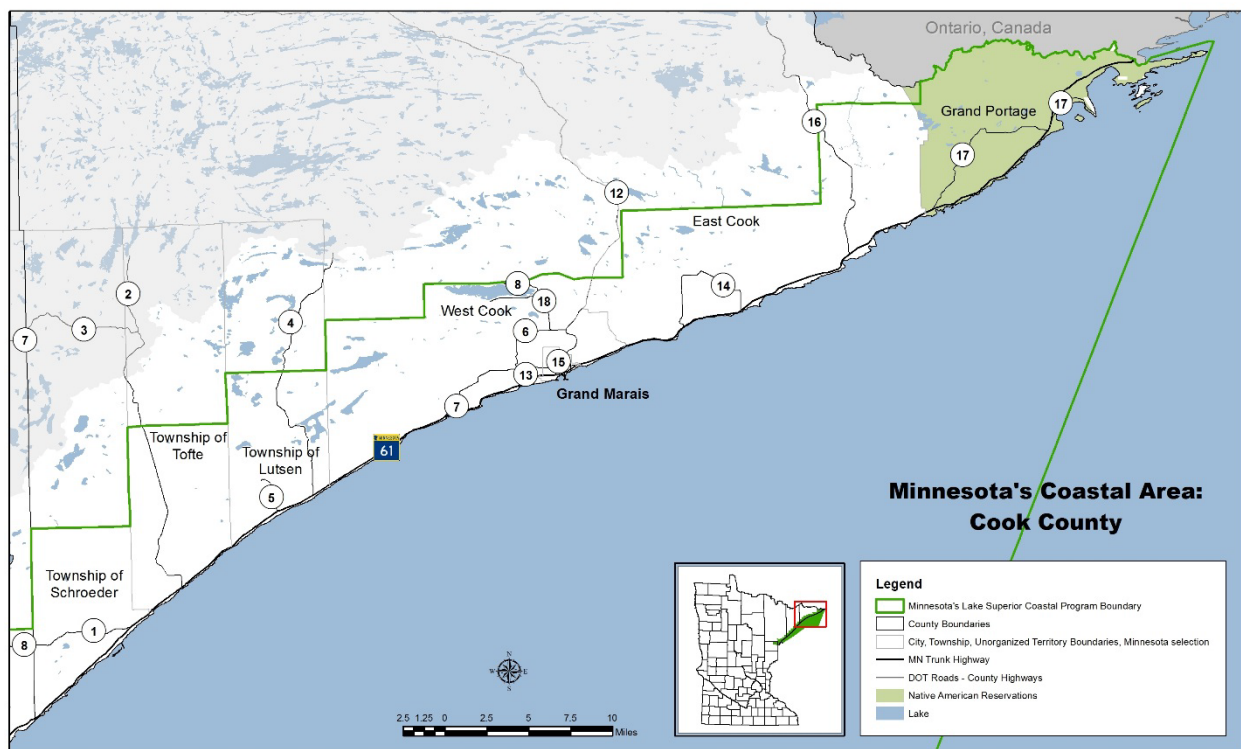 Ontario, Canada
Grand Portage
17
16
17
12
East Cook
2
8
14
18
4
West Cook
3
7
6
15
13
Grand Marais
7
Township of
Tofte
Township of
Lutsen
61
5
Minnesota's Coastal Area:
Cook County
Township of
Schroeder
1
8
N
W
E
S
2.5 1.25 0 2.5 5 7.5 10
Miles
Legend
Minnesota's Lake Superior Coastal Program Boundary
County Boundaries
City, Township, Unorganized Territory Boundaries, Minnesota selection
MN Trunk Highway
DOT Roads - County Highways
Native American Reservations
Lake